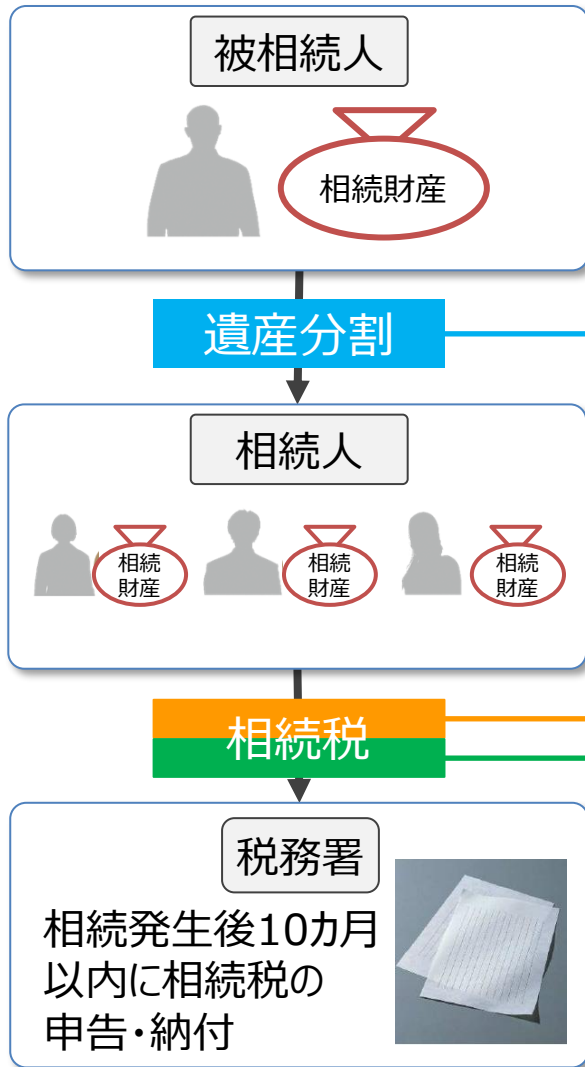 被相続人
相続財産
遺産分割
相続人
相続
財産
相続
財産
相続
財産
相続税
税務署
相続発生後10カ月
以内に相続税の
申告・納付